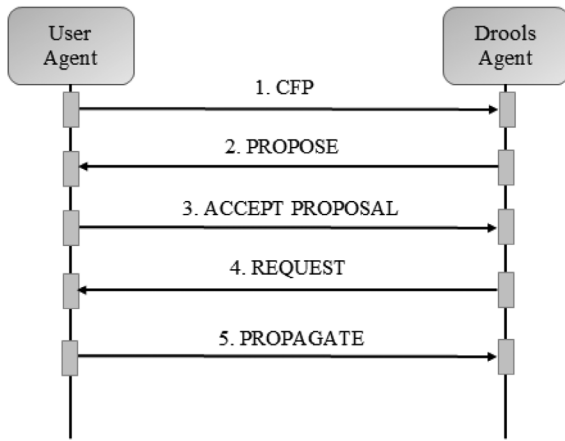 User
Agent
Drools
Agent
1. CFP
2. PROPOSE
3. ACCEPT PROPOSAL
4. REQUEST
5. PROPAGATE